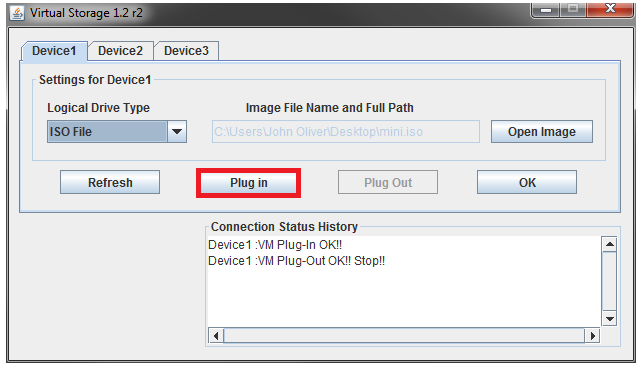 Virtual Storage 1.2 r2
Device1 Device2 Device3
Settings for Device1
Logical Drive Type Image File Name and Full Path
ISO File C:\Users\John Oliver\Desktop\mini.iso Open Image
Refresh Plug in Plug Out OK
Connection Status History
Device1 :VM Plug-In OK!!
Device1 :VM Plug-Out OK!! Stop!!